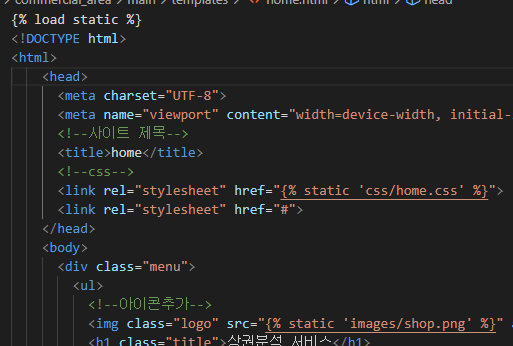 commercial_area > main > templates > <> home.html > html > head
{% load static %}
<!DOCTYPE html>
<html>
<head>
<meta charset="UTF-8">
<meta name="viewport" content="width=device-width, initial-
<!--사이트 제목-->
<title>home</title>
<!--css-->
<link rel="stylesheet" href="{% static 'css/home.css' %}">
<link rel="stylesheet" href="#">
</head>
<body>
<div class="menu">
<ul>
<!--아이콘추가-->
<img class="logo" src="{% static 'images/shop.png' %}"
<h1 class="title">상권분석 서비스</h1>